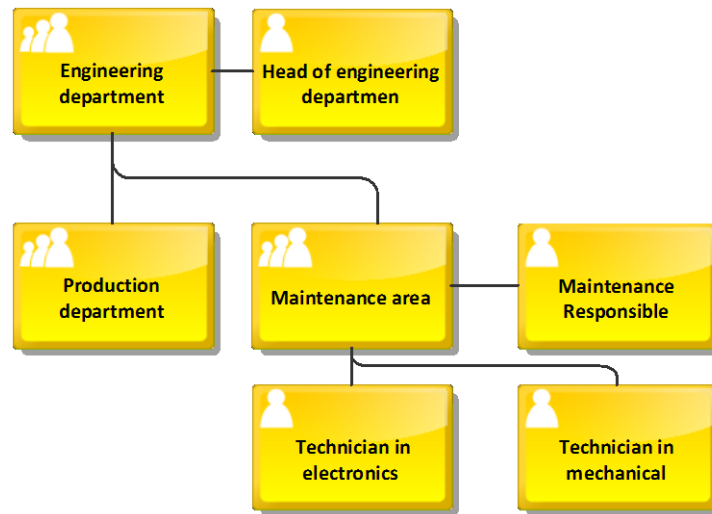 Engineering
department
Head of engineering
departmen
Production
department
Maintenance area
Maintenance
Responsible
Technician in
electronics
Technician in
mechanical